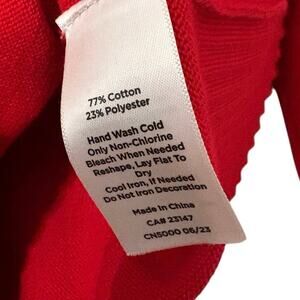 77% Cotton
23% Polyester
Hand Wash Cold
Only Non-Chlorine
Bleach When Needed
Reshape, Lay Flat To
Dry
Cool Iron, If Needed
Do Not Iron Decoration
Made in China
CA# 23147
CN5000 06/23